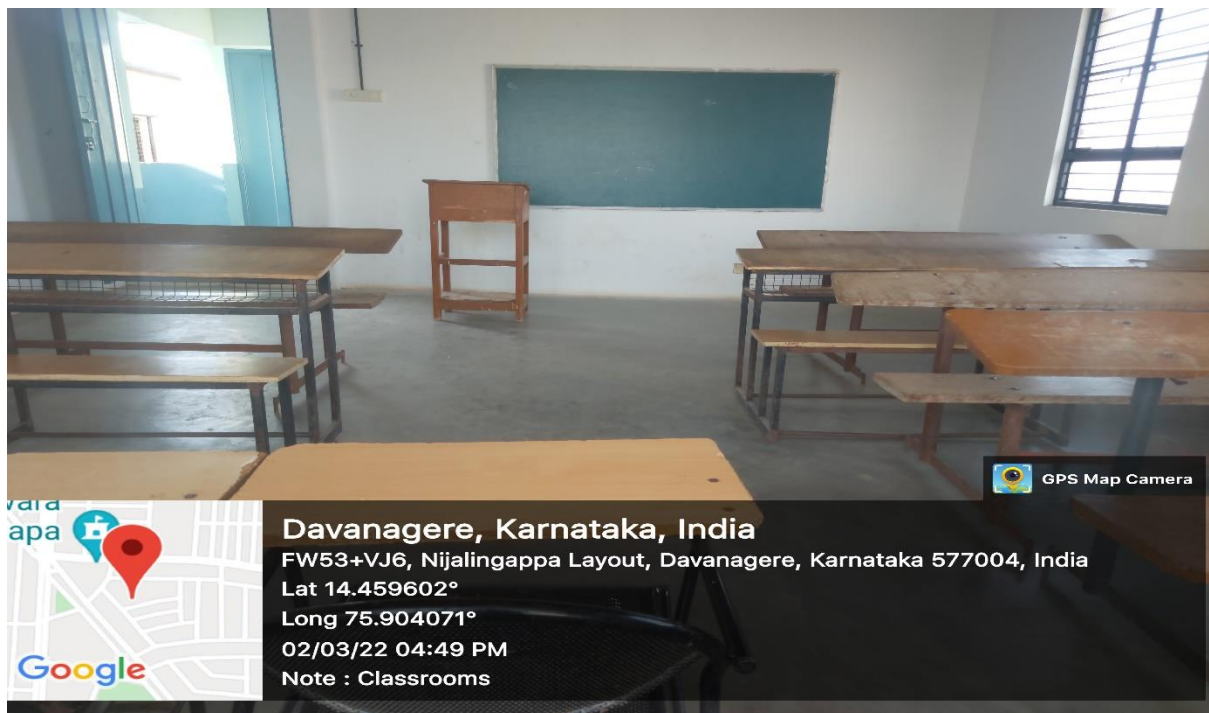 GPS Map Camera
apa
Google
Davanagere, Karnataka, India
FW53+VJ6, Nijalingappa Layout, Davanagere, Karnataka 577004, India
Lat 14.459602°
Long 75.904071°
02/03/22 04:49 PM
Note : Classrooms